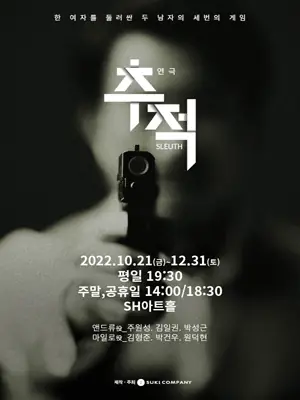 한 여자를 둘러싼 두 남자의 세번의 게임
연극
추적
SLEUTH
2022.10.21(금)-12.31(토)
평일 19:30
주말,공휴일 14:00/18:30
SH아트홀
앤드류役_주원성. 김일권. 박성근
마일로役_김형준. 박건우. 원덕현
제작·주최 SUKI COMPANY